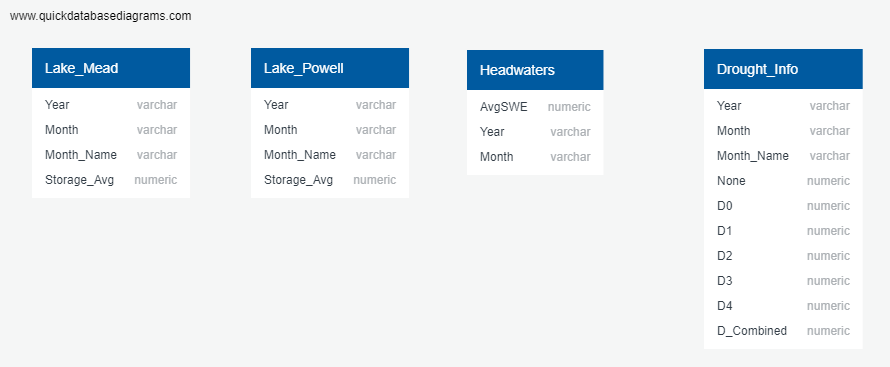 www.quickdatabasediagrams.com
Lake_Mead
Year varchar
Month varchar
Month_Name varchar
Storage_Avg numeric
Lake_Powell
Year varchar
Month varchar
Month_Name varchar
Storage_Avg numeric
Headwaters
AvgSWE numeric
Year varchar
Month varchar
Drought_Info
Year varchar
Month varchar
Month_Name varchar
None numeric
D0 numeric
D1 numeric
D2 numeric
D3 numeric
D4 numeric
D_Combined numeric